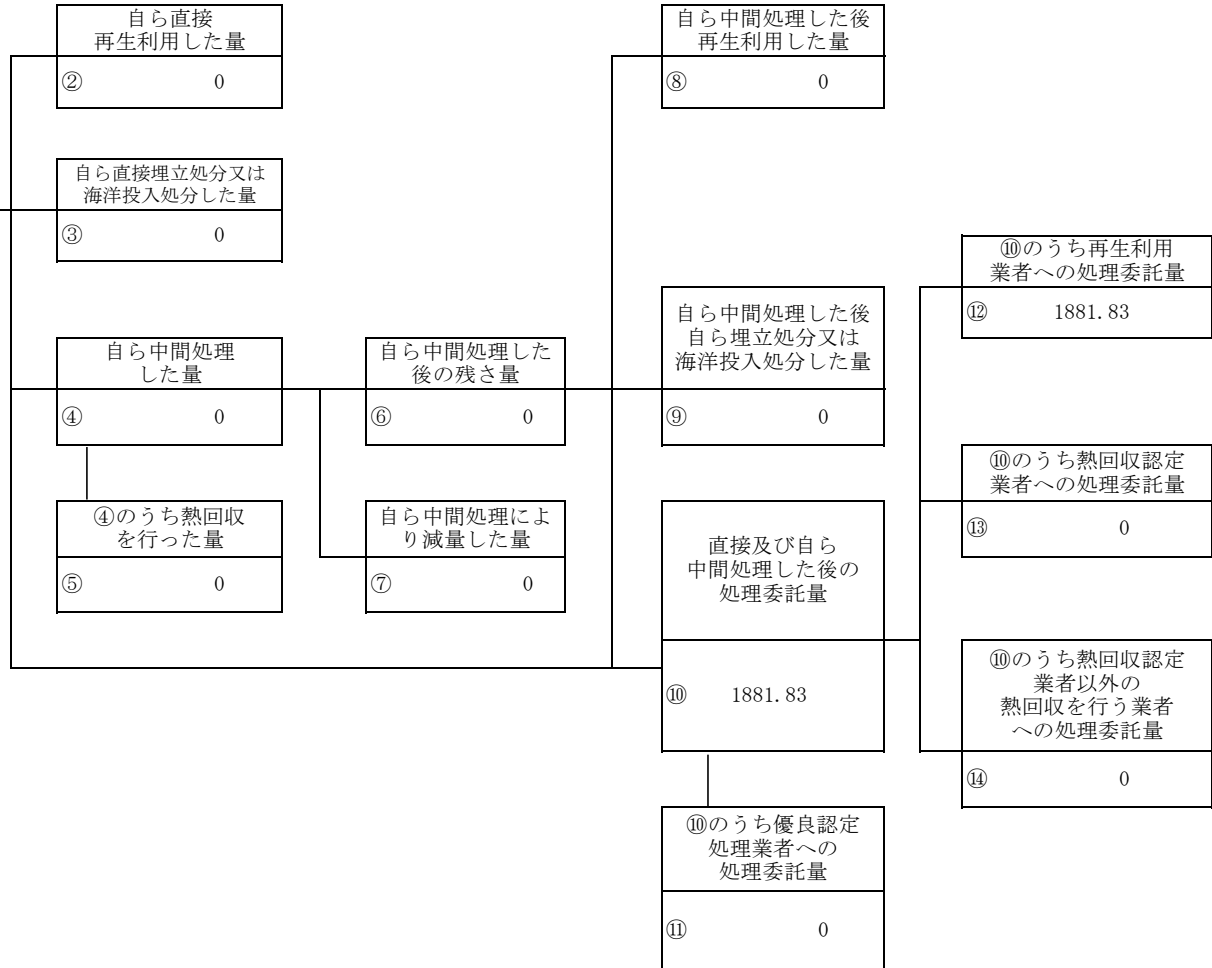 自ら直接
再生利用した量
② 0
自ら直接埋立処分又は
海洋投入処分した量
③ 0
自ら中間処理
した量
④ 0
④のうち熱回収
を行った量
⑤ 0
自ら中間処理した
後の残さ量
⑥ 0
自ら中間処理によ
り減量した量
⑦ 0
自ら中間処理した後
再生利用した量
⑧ 0
自ら中間処理した後
自ら埋立処分又は
海洋投入処分した量
⑨ 0
直接及び自ら
中間処理した後の
処理委託量
⑩ 1881.83
⑩のうち優良認定
処理業者への
処理委託量
⑪ 0
⑩のうち再生利用
業者への処理委託量
⑫ 1881.83
⑩のうち熱回収認定
業者への処理委託量
⑬ 0
⑩のうち熱回収認定
業者以外の
熱回収を行う業者
への処理委託量
⑭ 0